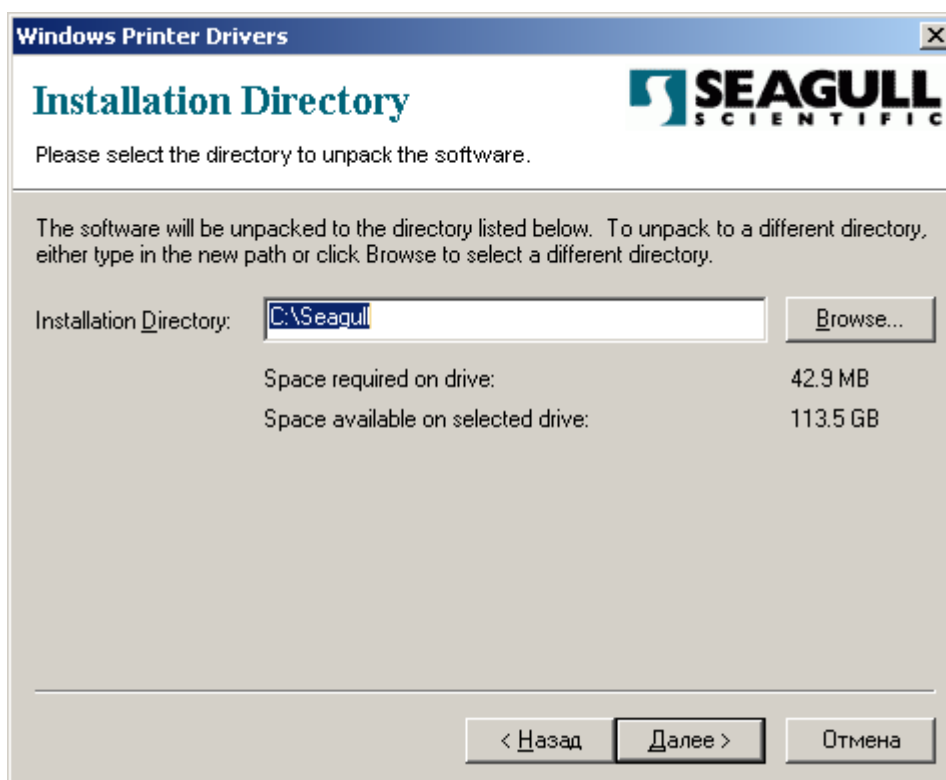 Windows Printer Drivers
Installation Directory
SEAGULL
SCIENTIFIC
Please select the directory to unpack the software.
The software will be unpacked to the directory listed below.  To unpack to a different directory,
either type in the new path or click Browse to select a different directory.
Installation Directory: C:\Seagull Browse...
Space required on drive: 42.9 MB
Space available on selected drive: 113.5 GB
< Назад Далее > Отмена